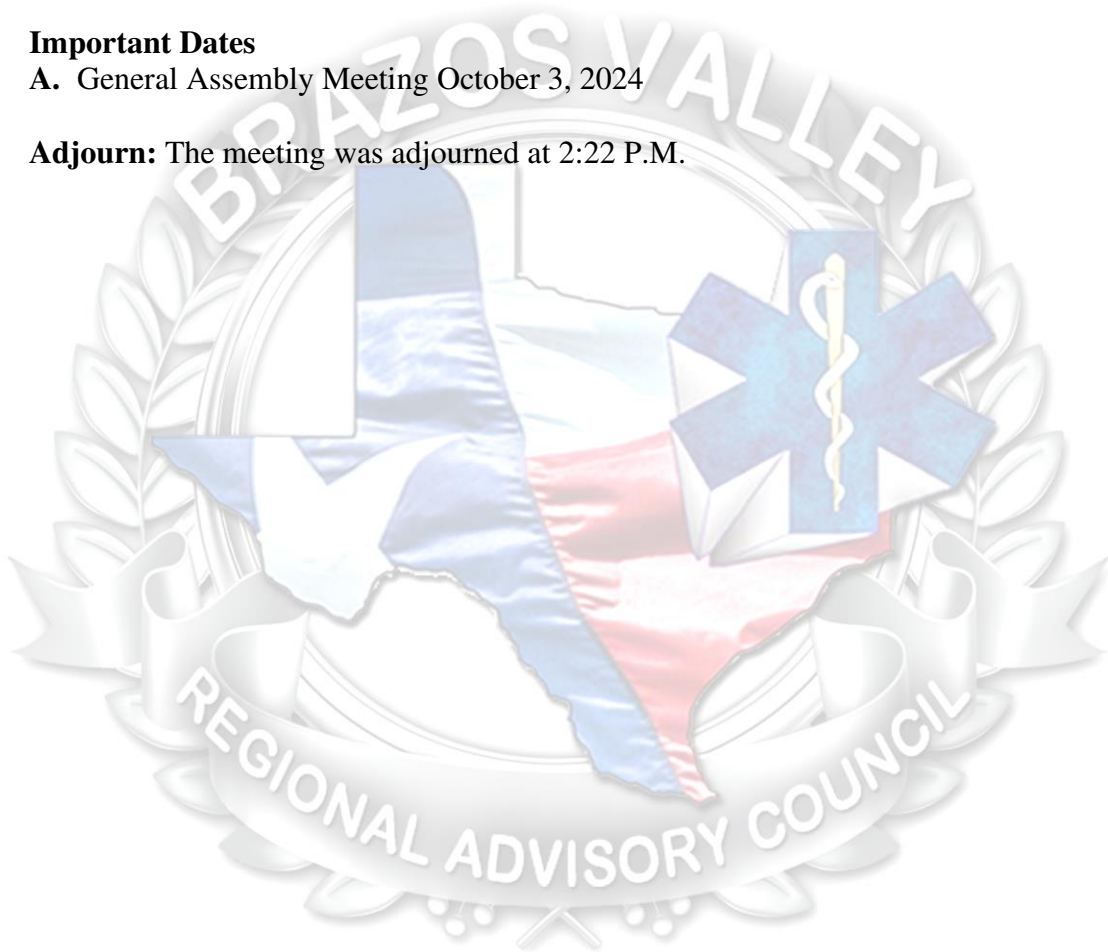 Important Dates
A. General Assembly Meeting October 3, 2024
Adjourn: The meeting was adjourned at 2:22 P.M.
BRAZOS VALLEY
REGIONAL ADVISORY COUNCIL